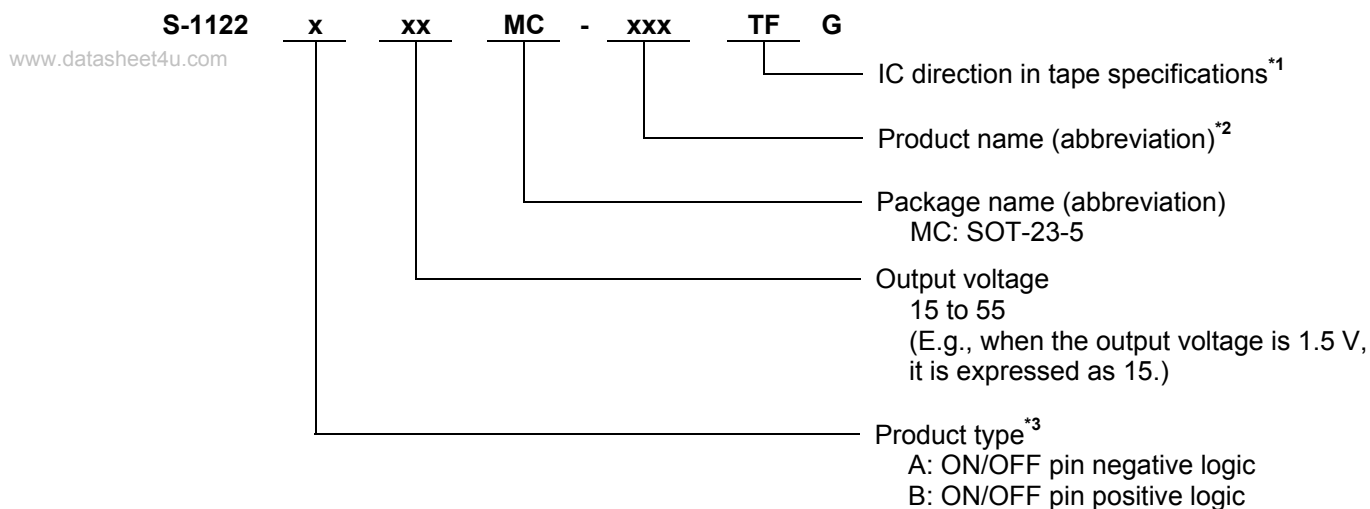 S-1122 x xx MC - xxx TF G
www.datasheet4u.com
IC direction in tape specifications*1
Product name (abbreviation)*2
Package name (abbreviation)
MC: SOT-23-5
Output voltage
15 to 55
(E.g., when the output voltage is 1.5 V,
it is expressed as 15.)
Product type*3
A: ON/OFF pin negative logic
B: ON/OFF pin positive logic